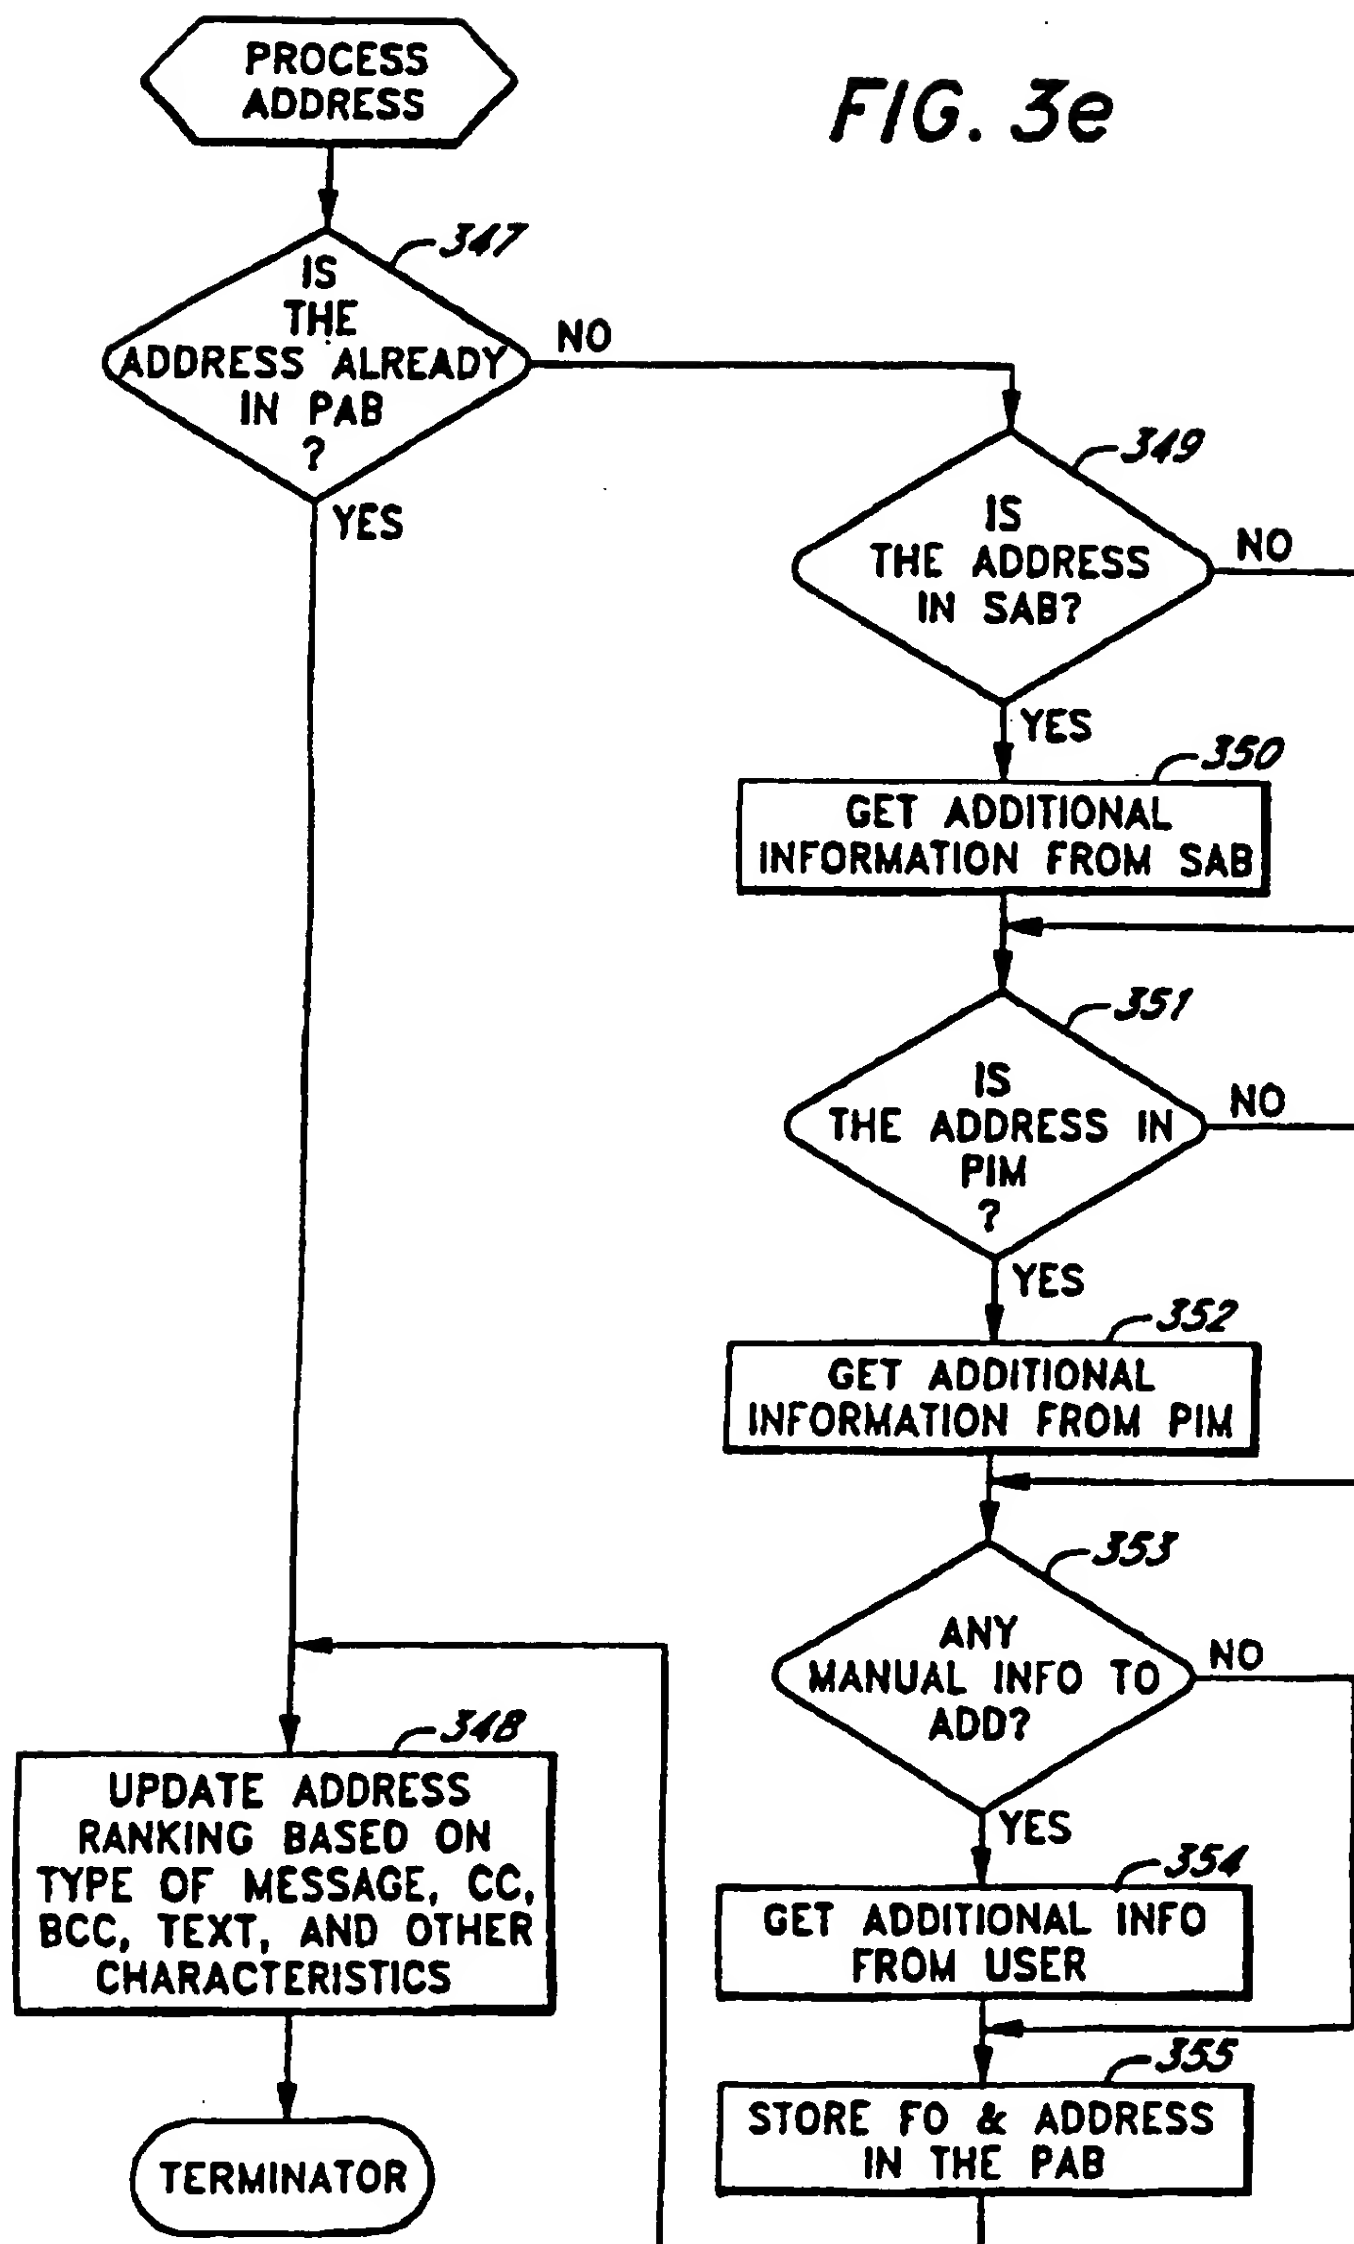 PROCESS
ADDRESS
FIG. 3e
347
IS
THE
ADDRESS ALREADY
IN PAB
?
NO
YES
349
IS
THE ADDRESS
IN SAB?
NO
YES
350
GET ADDITIONAL
INFORMATION FROM SAB
351
IS
THE ADDRESS IN
PIM
?
NO
YES
352
GET ADDITIONAL
INFORMATION FROM PIM
353
ANY
MANUAL INFO TO
ADD?
NO
YES
348
UPDATE ADDRESS
RANKING BASED ON
TYPE OF MESSAGE, CC,
BCC, TEXT, AND OTHER
CHARACTERISTICS
354
GET ADDITIONAL INFO
FROM USER
355
STORE FO & ADDRESS
IN THE PAB
TERMINATOR